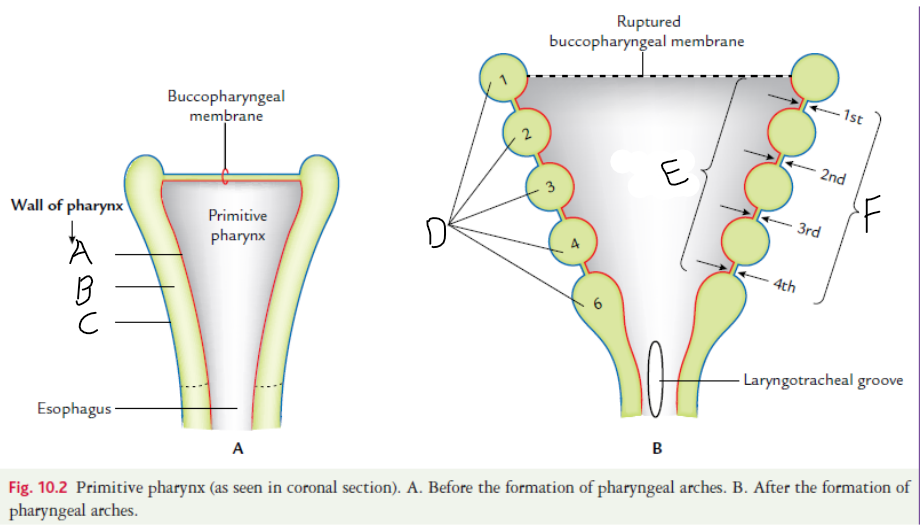 Buccopharyngeal
membrane
Wall of pharynx
A
B
C
Primitive
pharynx
Esophagus
A
Ruptured
buccopharyngeal membrane
1
2
3
4
6
D
E
1st
2nd
3rd
4th
F
Laryngotracheal groove
B
Fig. 10.2 Primitive pharynx (as seen in coronal section). A. Before the formation of pharyngeal arches. B. After the formation of
pharyngeal arches.